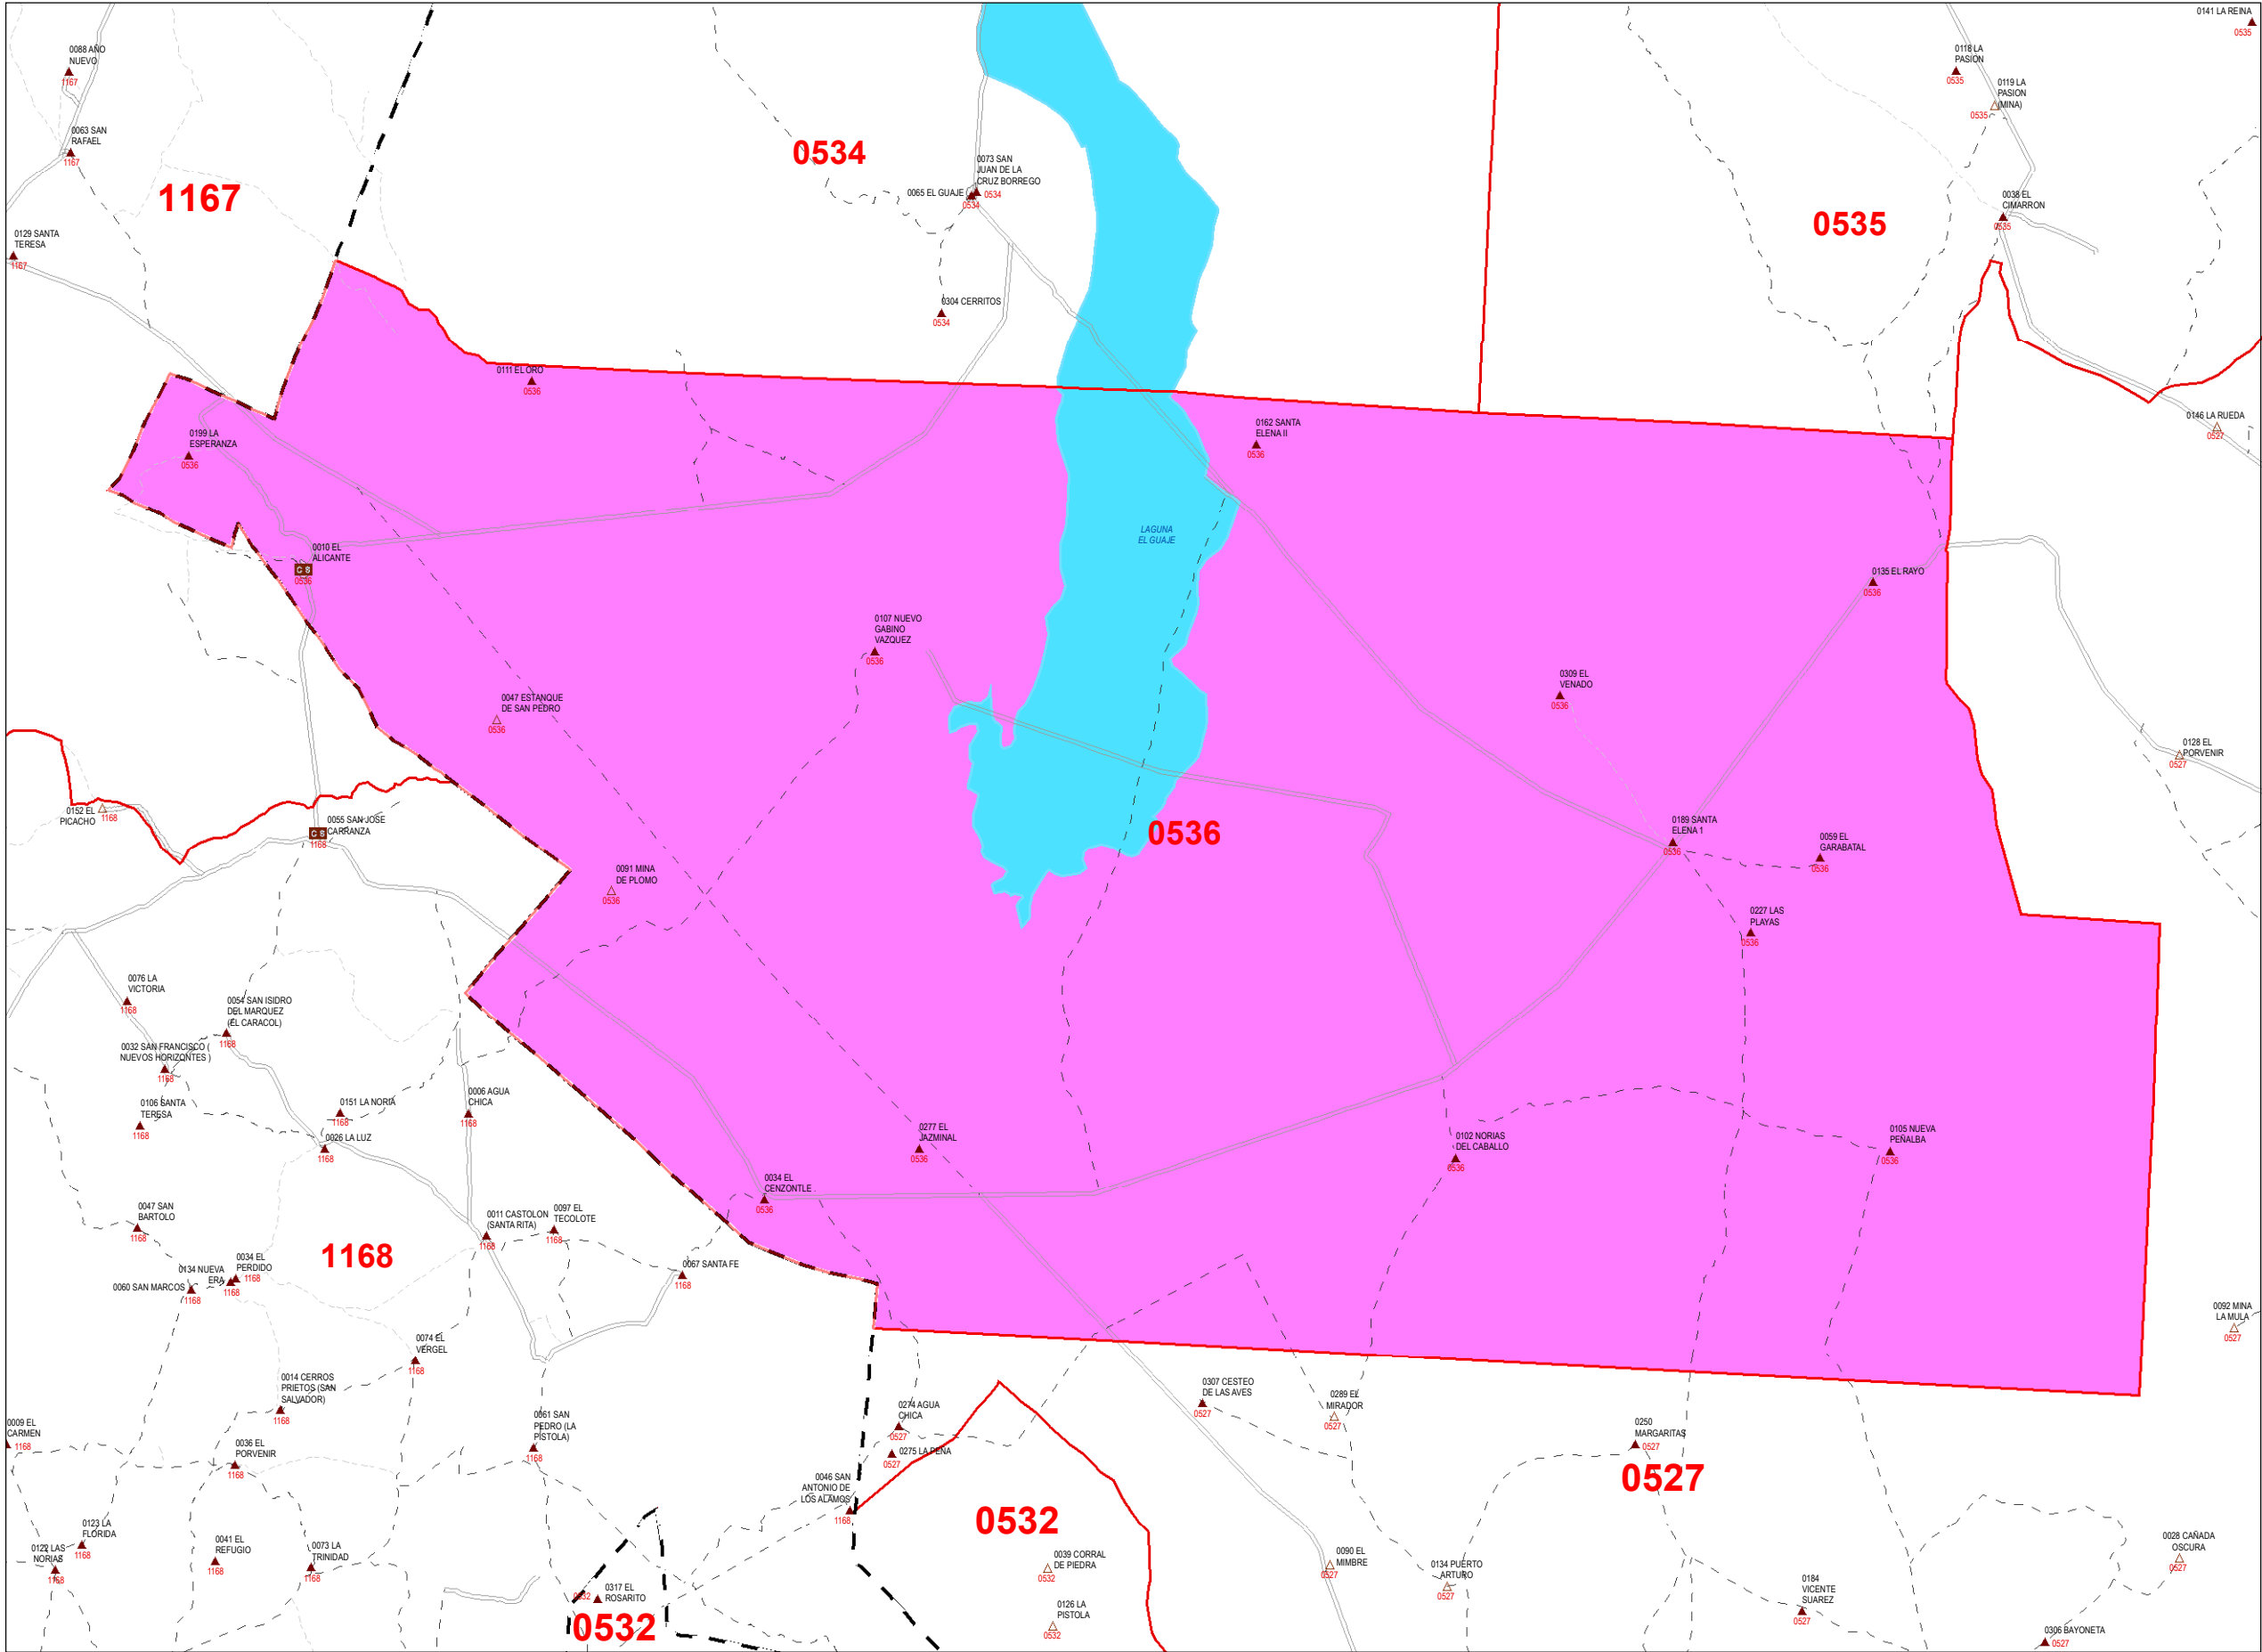 0141 LA REINA
0535
0088 AÑO
NUEVO
1167
0118 LA
PASION
0535
0119 LA
PASION
(MINA)
0535
0063 SAN
RAFAEL
1167
0534
0073 SAN
JUAN DE LA
CRUZ BORREGO
0534
0065 EL GUAJE
0534
1167
0038 EL
CIMARRON
0535
0535
0129 SANTA
TERESA
1167
0304 CERRITOS
0534
0111 EL ORO
0536
0146 LA RUEDA
0527
0162 SANTA
ELENA II
0536
0199 LA
ESPERANZA
0536
LAGUNA
EL GUAJE
0010 EL
ALICANTE
C S
0536
0135 EL RAYO
0536
0107 NUEVO
GABINO
VAZQUEZ
0536
0309 EL
VENADO
0536
0047 ESTANQUE
DE SAN PEDRO
0536
0128 EL
PORVENIR
0527
0152 EL
PICACHO
1168
0055 SAN JOSE
CARRANZA
C S
1168
0536
0189 SANTA
ELENA 1
0536
0059 EL
GARABATAL
0536
0091 MINA
DE PLOMO
0536
0227 LAS
PLAYAS
0536
0076 LA
VICTORIA
1168
0054 SAN ISIDRO
DEL MARQUEZ
(EL CARACOL)
1168
0032 SAN FRANCISCO (
NUEVOS HORIZONTES )
1168
0106 SANTA
TERESA
1168
0151 LA NORIA
1168
0006 AGUA
CHICA
1168
0026 LA LUZ
1168
0277 EL
JAZMINAL
0536
0102 NORIAS
DEL CABALLO
0536
0105 NUEVA
PEÑALBA
0536
0034 EL
CENZONTLE
0536
0047 SAN
BARTOLO
1168
0011 CASTOLON
(SANTA RITA)
1168
0097 EL
TECOLOTE
1168
1168
0034 EL
PERDIDO
1168
0134 NUEVA
ERA
1168
0060 SAN MARCOS
1168
0067 SANTA FE
1168
0092 MINA
LA MULA
0527
0074 EL
VERGEL
1168
0014 CERROS
PRIETOS (SAN
SALVADOR)
1168
0307 CESTEO
DE LAS AVES
0527
0289 EL
MIRADOR
0527
0274 AGUA
CHICA
0527
0275 LA PEÑA
0527
0009 EL
CARMEN
1168
0061 SAN
PEDRO (LA
PISTOLA)
1168
0036 EL
PORVENIR
1168
0250
MARGARITAS
0527
0527
0046 SAN
ANTONIO DE
LOS ALAMOS
1168
0532
0123 LA
FLORIDA
1168
0122 LAS
NORIAS
1168
0041 EL
REFUGIO
1168
0073 LA
TRINIDAD
1168
0039 CORRAL
DE PIEDRA
0532
0090 EL
MIMBRE
0527
0134 PUERTO
ARTURO
0527
0028 CAÑADA
OSCURA
0527
0184
VICENTE
SUAREZ
0527
0317 EL
ROSARITO
0532
0532
0126 LA
PISTOLA
0532
0306 BAYONETA
0527